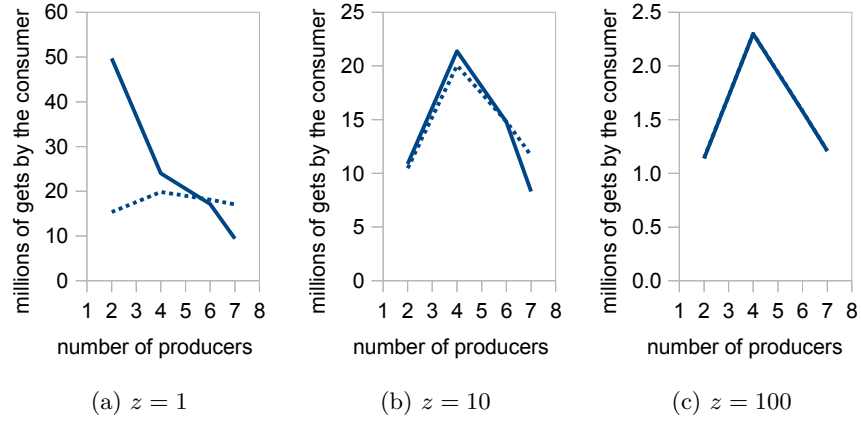 millions of gets by the consumer
60
50
40
30
20
10
0
1 2 3 4 5 6 7 8
number of producers
(a) z = 1
millions of gets by the consumer
25
20
15
10
5
0
1 2 3 4 5 6 7 8
number of producers
(b) z = 10
millions of gets by the consumer
2.5
2.0
1.5
1.0
0.5
0.0
1 2 3 4 5 6 7 8
number of producers
(c) z = 100